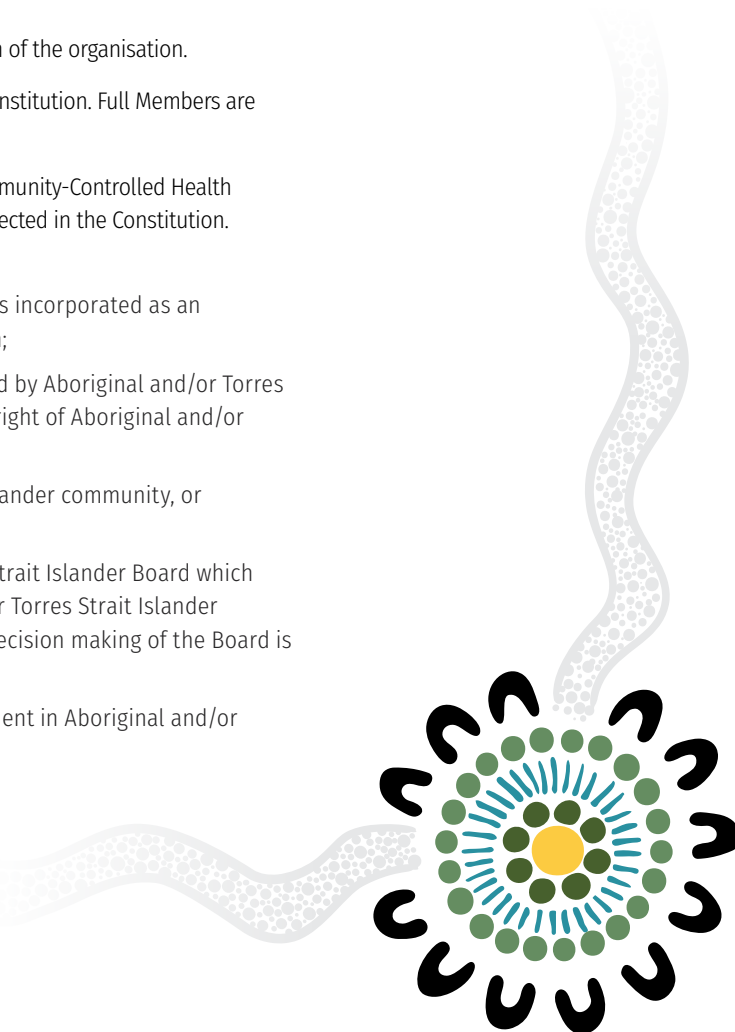 of the organisation.
nstitution. Full Members are
munity-Controlled Health
ected in the Constitution.
s incorporated as an
;
d by Aboriginal and/or Torres
ight of Aboriginal and/or
ander community, or
trait Islander Board which
r Torres Strait Islander
ecision making of the Board is
ent in Aboriginal and/or